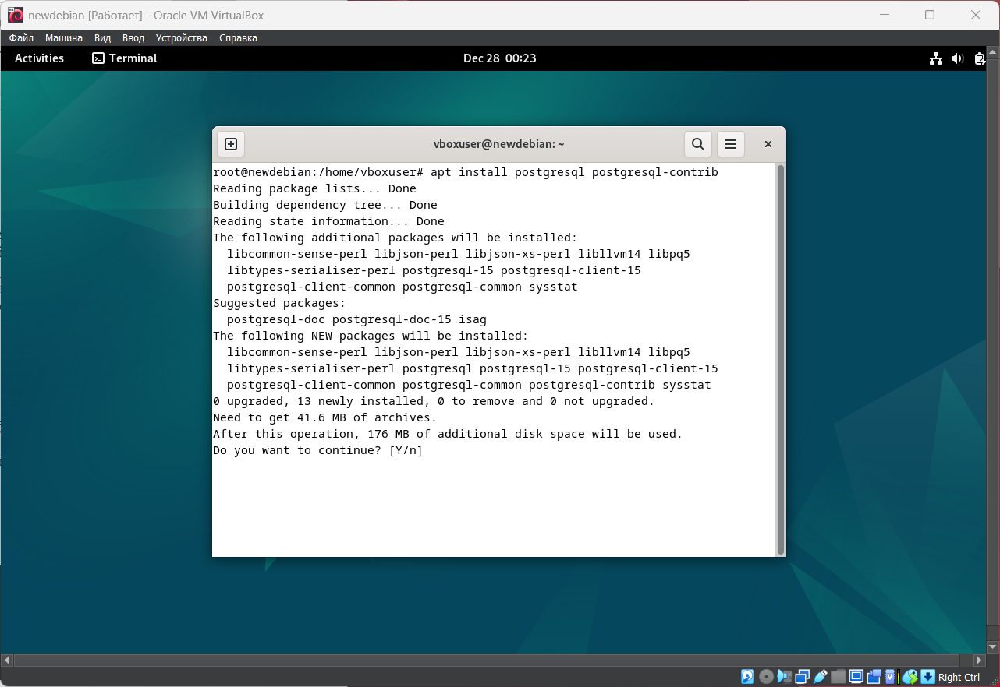 newdebian [Работает] - Oracle VM VirtualBox
Файл Машина Вид Ввод Устройства Справка
Activities Terminal Dec 28 00:23
vboxuser@newdebian: ~
root@newdebian:/home/vboxuser# apt install postgresql postgresql-contrib
Reading package lists... Done
Building dependency tree... Done
Reading state information... Done
The following additional packages will be installed:
  libcommon-sense-perl libjson-perl libjson-xs-perl libllvm14 libpq5
  libtypes-serialiser-perl postgresql-15 postgresql-client-15
  postgresql-client-common postgresql-common sysstat
Suggested packages:
  postgresql-doc postgresql-doc-15 isag
The following NEW packages will be installed:
  libcommon-sense-perl libjson-perl libjson-xs-perl libllvm14 libpq5
  libtypes-serialiser-perl postgresql postgresql-15 postgresql-client-15
  postgresql-client-common postgresql-common postgresql-contrib sysstat
0 upgraded, 13 newly installed, 0 to remove and 0 not upgraded.
Need to get 41.6 MB of archives.
After this operation, 176 MB of additional disk space will be used.
Do you want to continue? [Y/n]
Right Ctrl